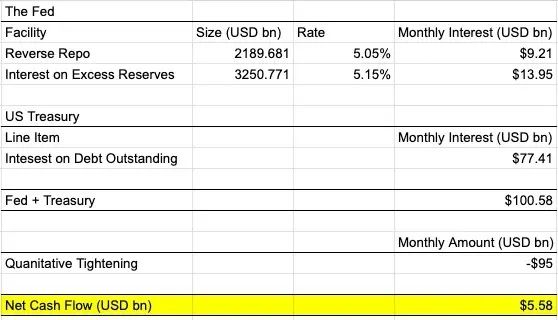 The Fed
Facility Size (USD bn) Rate Monthly Interest (USD bn)
Reverse Repo 2189.681 5.05% $9.21
Interest on Excess Reserves 3250.771 5.15% $13.95
US Treasury
Line Item Monthly Interest (USD bn)
Intesest on Debt Outstanding $77.41
Fed + Treasury $100.58
Monthly Amount (USD bn)
Quanitative Tightening -$95
Net Cash Flow (USD bn) $5.58